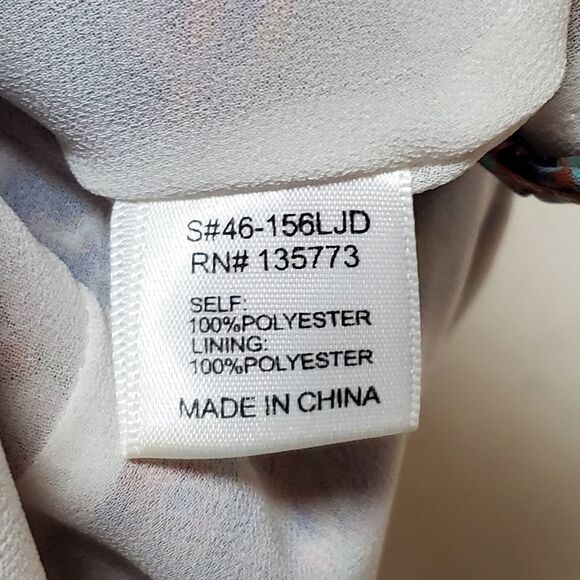 S#46-156LJD
RN# 135773
SELF:
100%POLYESTER
LINING:
100%POLYESTER
MADE IN CHINA